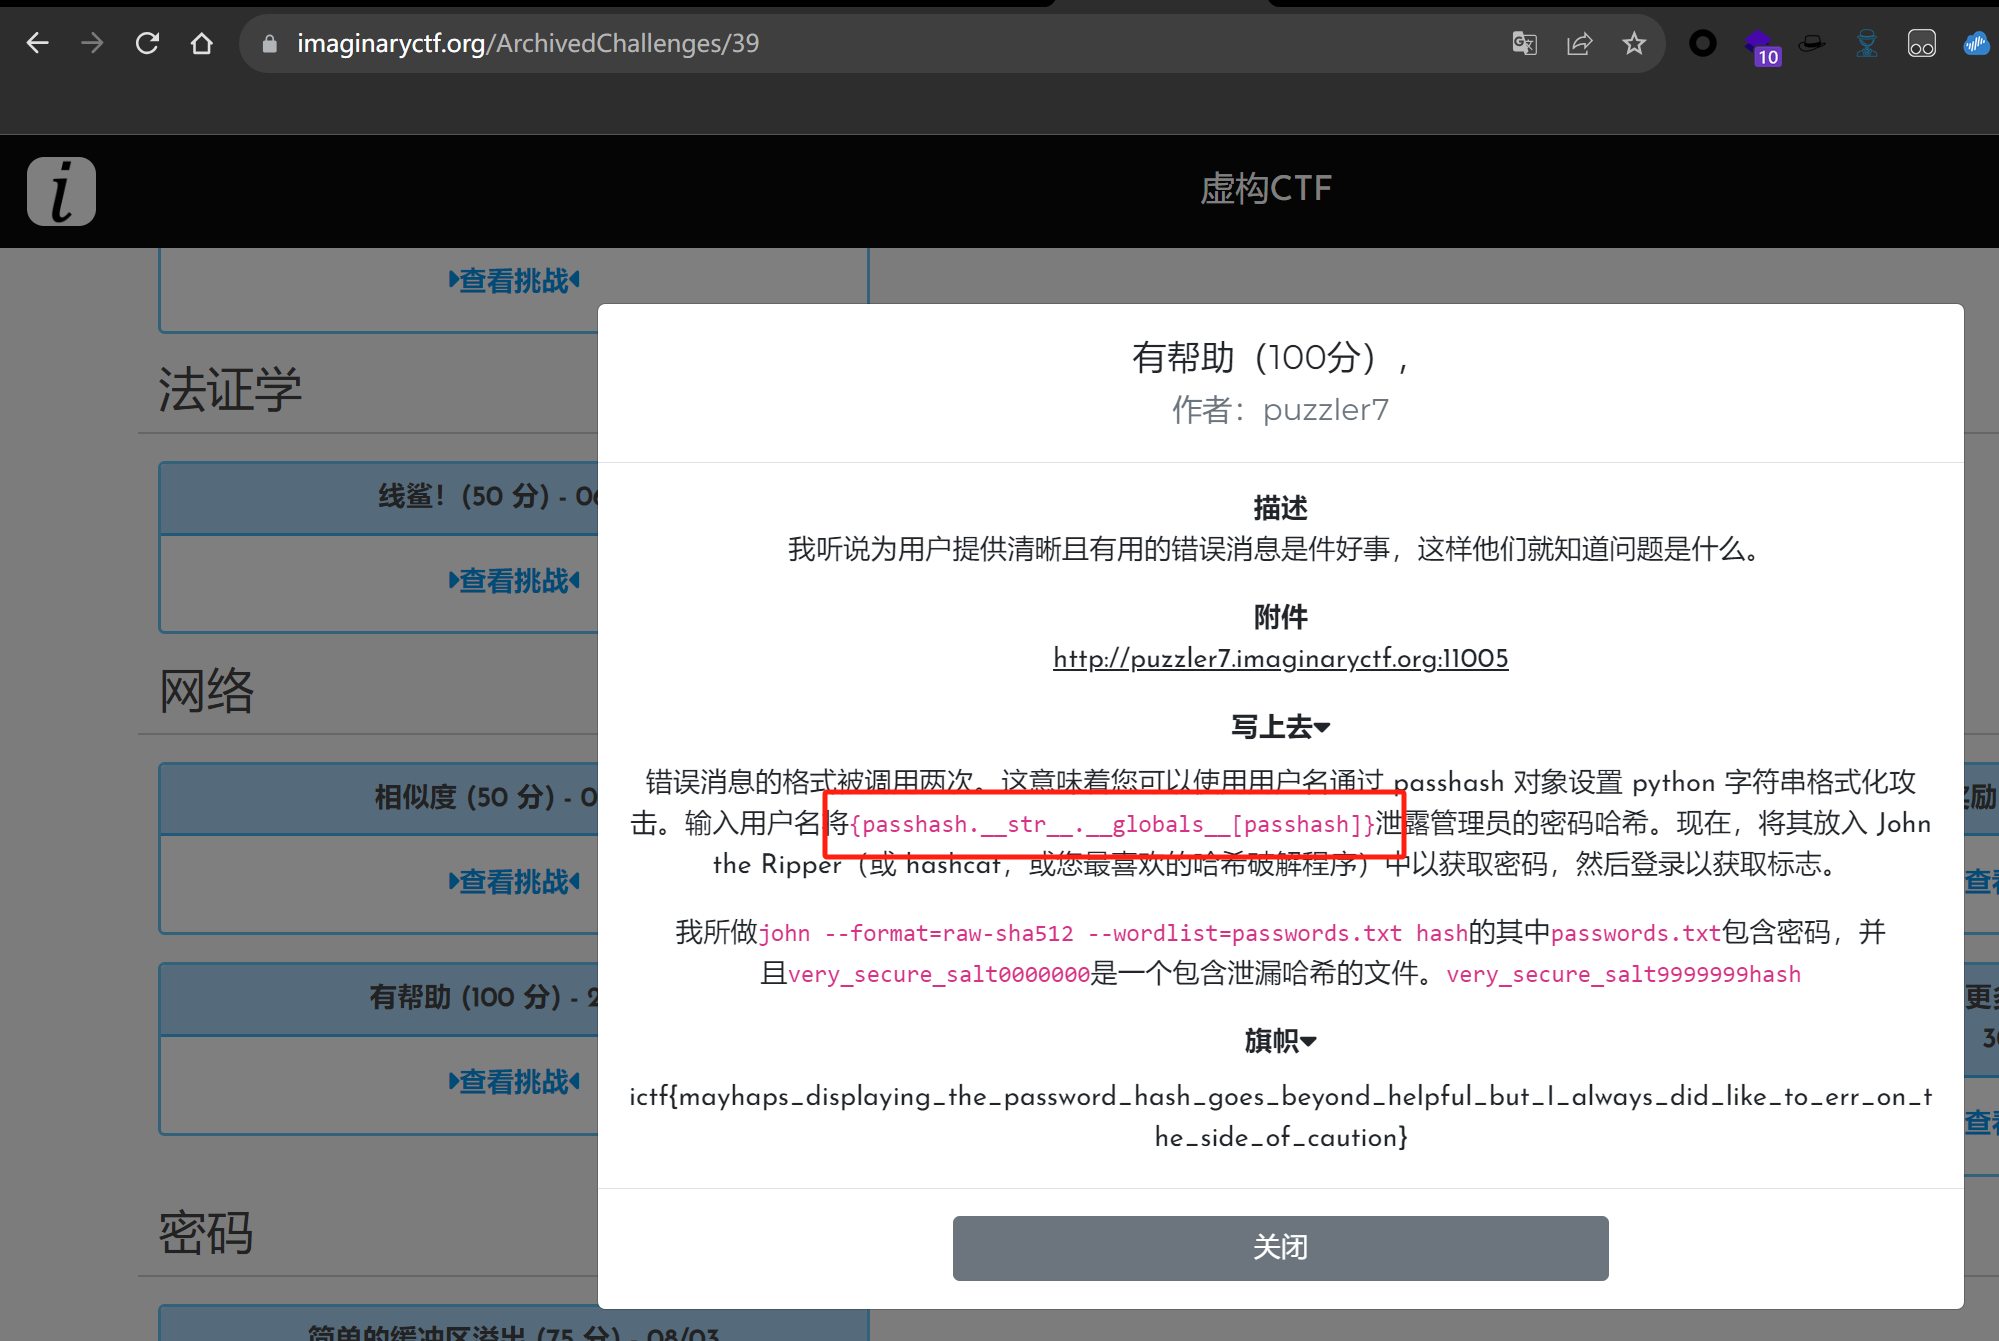 imaginaryctf.org/ArchivedChallenges/39
10
i
虚构CTF
查看挑战
法证学
线鲨！(50 分) - 06
查看挑战
网络
相似度 (50 分) - 0
查看挑战
有帮助 (100 分) - 2
查看挑战
密码
简单的缓冲区溢出 (75 分) - 08/03
有帮助（100分），
作者：puzzler7
描述
我听说为用户提供清晰且有用的错误消息是件好事，这样他们就知道问题是什么。
附件
http://puzzler7.imaginaryctf.org:11005
写上去
错误消息的格式被调用两次。这意味着您可以使用用户名通过 passhash 对象设置 python 字符串格式化攻
击。输入用户名将{passhash.__str__.__globals__[passhash]}泄露管理员的密码哈希。现在，将其放入 John
the Ripper（或 hashcat，或您最喜欢的哈希破解程序）中以获取密码，然后登录以获取标志。
我所做john --format=raw-sha512 --wordlist=passwords.txt hash的其中passwords.txt包含密码，并
且very_secure_salt0000000是一个包含泄漏哈希的文件。very_secure_salt9999999hash
旗帜
ictf{mayhaps_displaying_the_password_hash_goes_beyond_helpful_but_I_always_did_like_to_err_on_t
he_side_of_caution}
关闭
励
查看
更多
30
查看